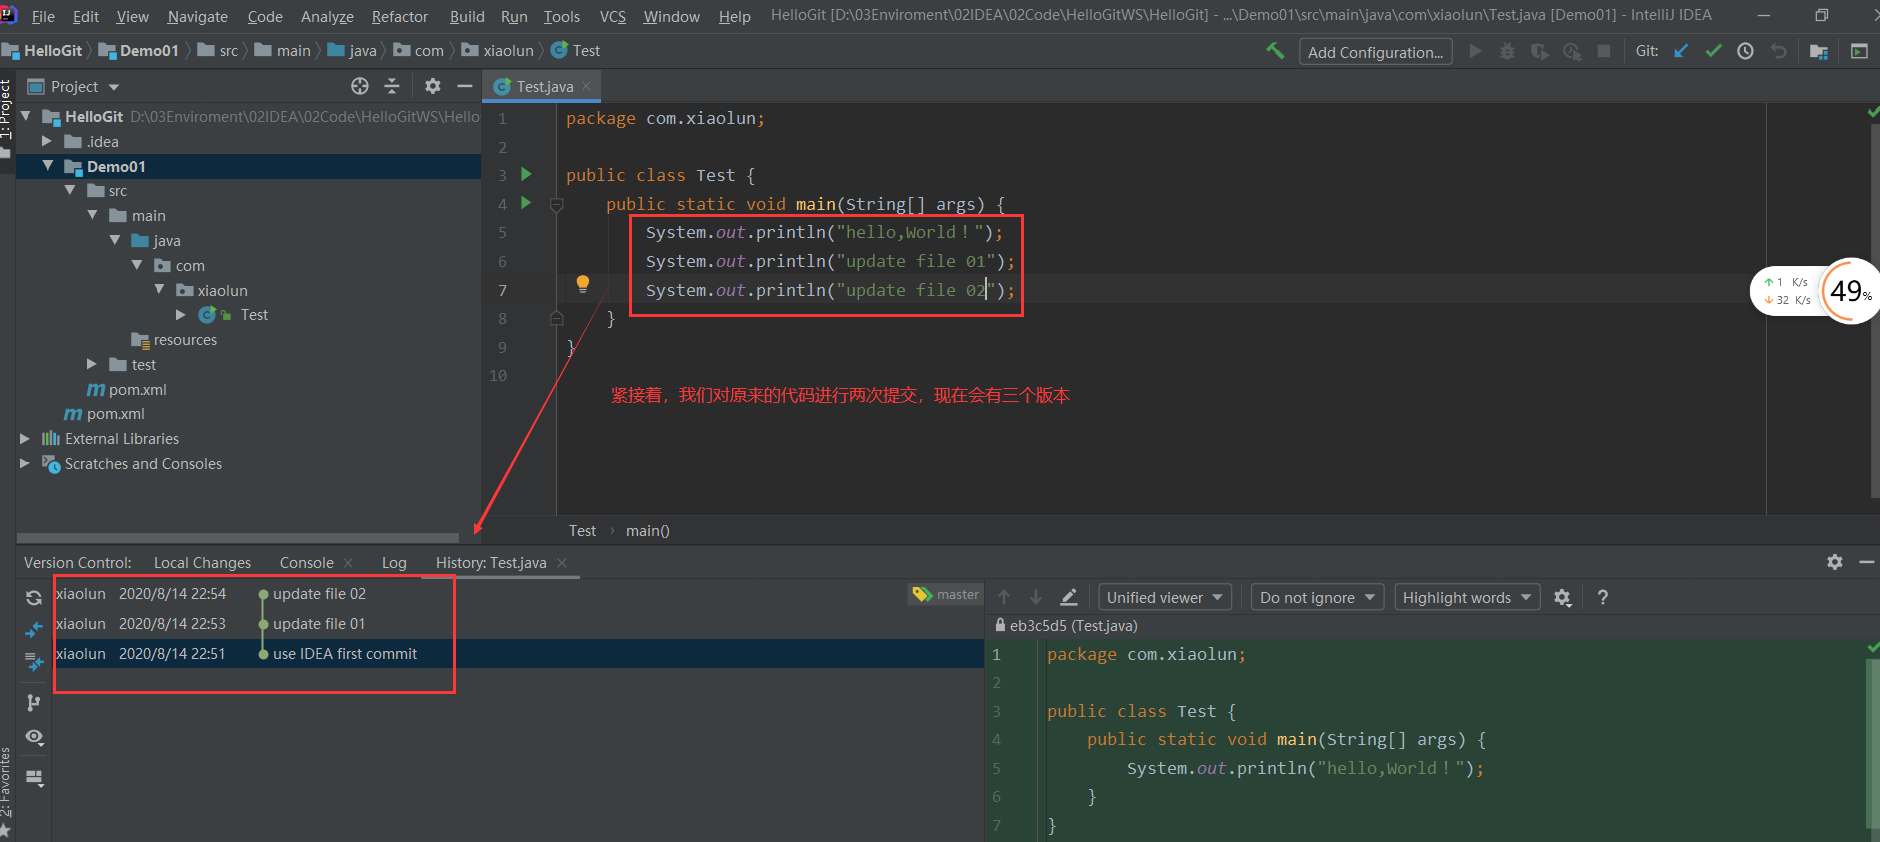 File Edit View Navigate Code Analyze Refactor Build Run Tools VCS Window Help HelloGit [D:\03Enviroment\02IDEA\02Code\HelloGitWS\HelloGit] - ...\Demo01\src\main\java\com\xiaolun\Test.java [Demo01] - IntelliJ IDEA
HelloGit Demo01 src main java com xiaolun Test Add Configuration... Git:
1: Project
Project
Test.java
HelloGit D:\03Enviroment\02IDEA\02Code\HelloGitWS\Hello
.idea
Demo01
src
main
java
com
xiaolun
Test
resources
test
pom.xml
pom.xml
External Libraries
Scratches and Consoles
1 package com.xiaolun;
2
3 public class Test {
4 public static void main(String[] args) {
5 System.out.println("hello,World！");
6 System.out.println("update file 01");
7 System.out.println("update file 02");
8 }
9 }
10
紧接着，我们对原来的代码进行两次提交，现在会有三个版本
1 K/s
32 K/s
49%
Test main()
Version Control: Local Changes Console Log History: Test.java
xiaolun 2020/8/14 22:54 update file 02 master
xiaolun 2020/8/14 22:53 update file 01
xiaolun 2020/8/14 22:51 use IDEA first commit
2: Favorites
Unified viewer Do not ignore Highlight words ?
eb3c5d5 (Test.java)
1 package com.xiaolun;
2
3 public class Test {
4 public static void main(String[] args) {
5 System.out.println("hello,World！");
6 }
7 }